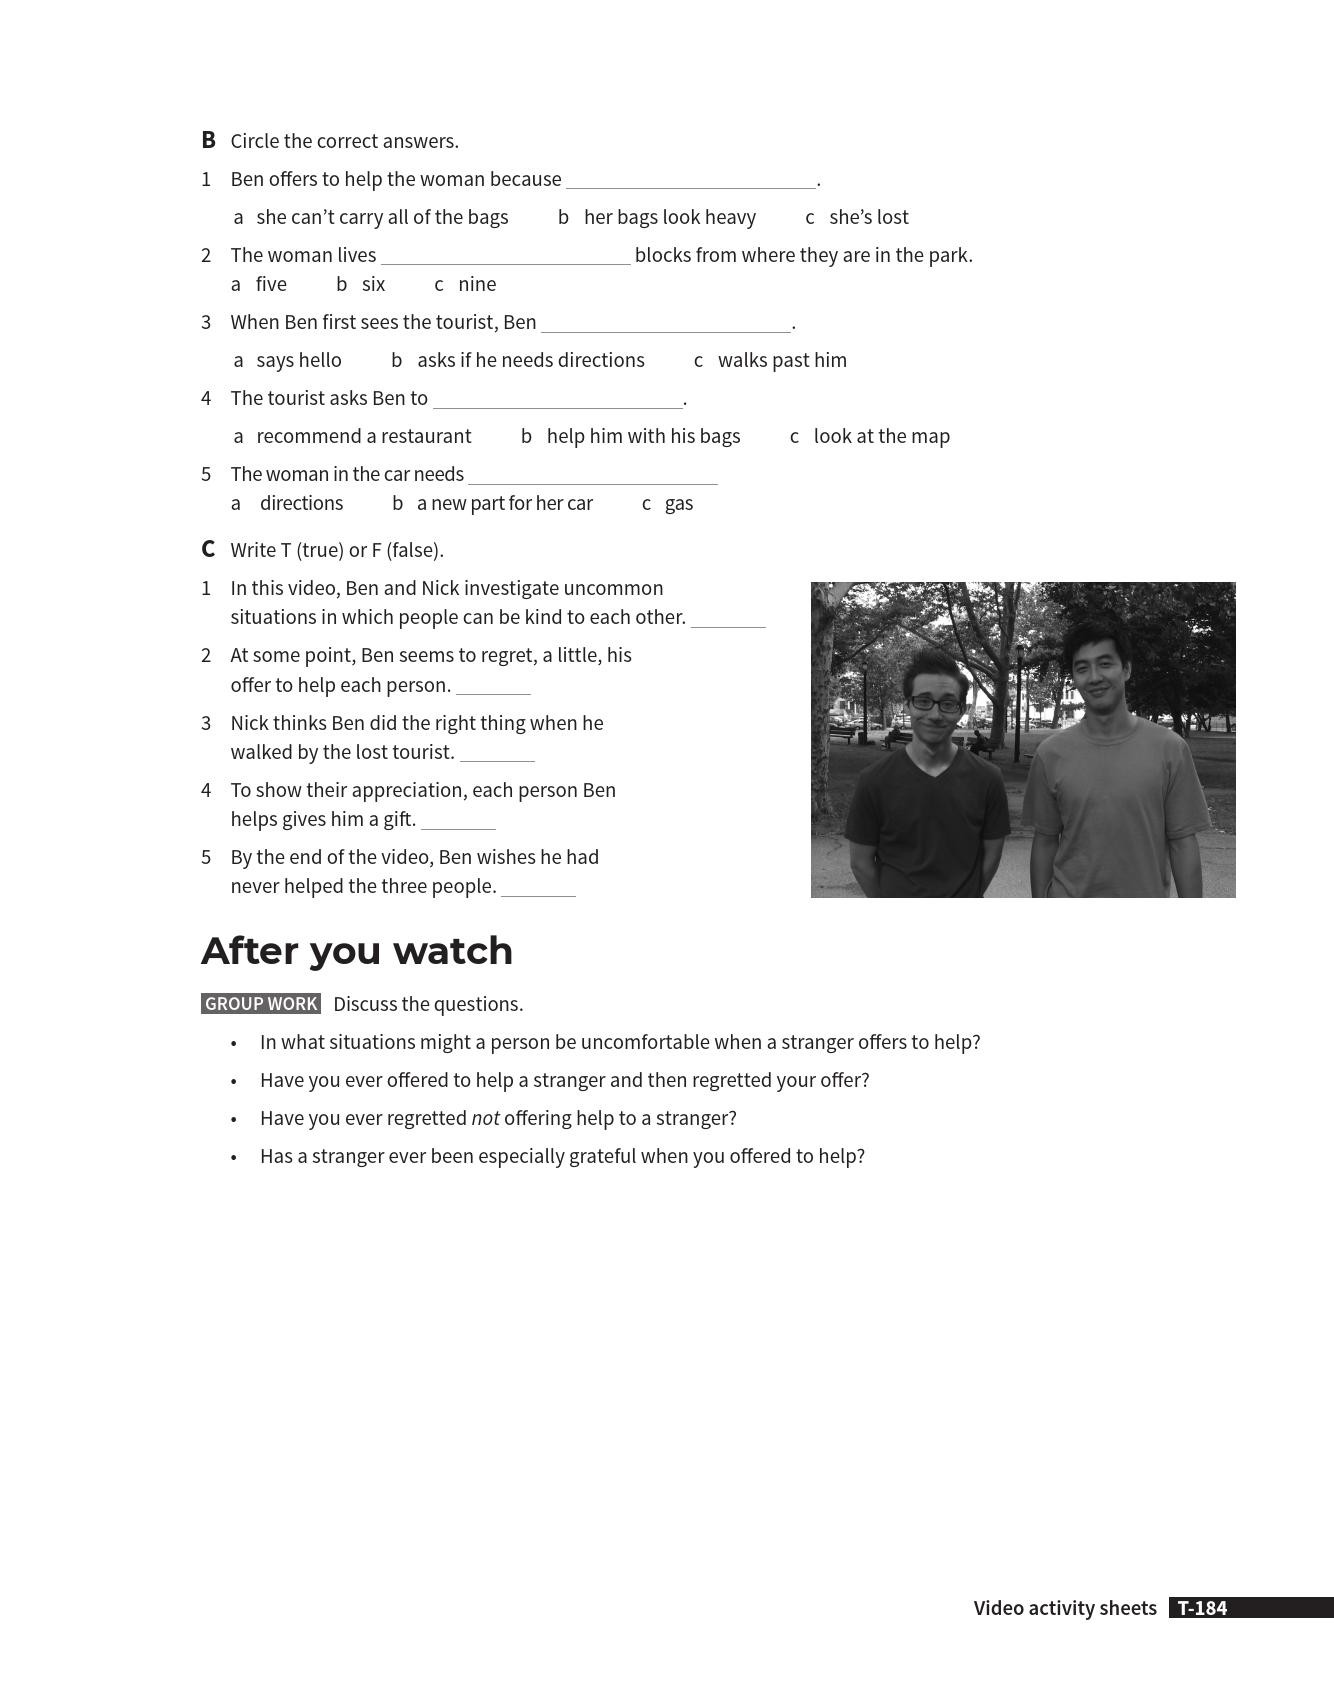 B Circle the correct answers.
1 Ben offers to help the woman because ____________________.
a she can’t carry all of the bags b her bags look heavy c she’s lost
2 The woman lives ____________________ blocks from where they are in the park.
a five b six c nine
3 When Ben first sees the tourist, Ben ____________________.
a says hello b asks if he needs directions c walks past him
4 The tourist asks Ben to ____________________.
a recommend a restaurant b help him with his bags c look at the map
5 The woman in the car needs ____________________
a directions b a new part for her car c gas
C Write T (true) or F (false).
1 In this video, Ben and Nick investigate uncommon
situations in which people can be kind to each other. ______
2 At some point, Ben seems to regret, a little, his
offer to help each person. ______
3 Nick thinks Ben did the right thing when he
walked by the lost tourist. ______
4 To show their appreciation, each person Ben
helps gives him a gift. ______
5 By the end of the video, Ben wishes he had
never helped the three people. ______
After you watch
GROUP WORK Discuss the questions.
• In what situations might a person be uncomfortable when a stranger offers to help?
• Have you ever offered to help a stranger and then regretted your offer?
• Have you ever regretted not offering help to a stranger?
• Has a stranger ever been especially grateful when you offered to help?
Video activity sheets T-184